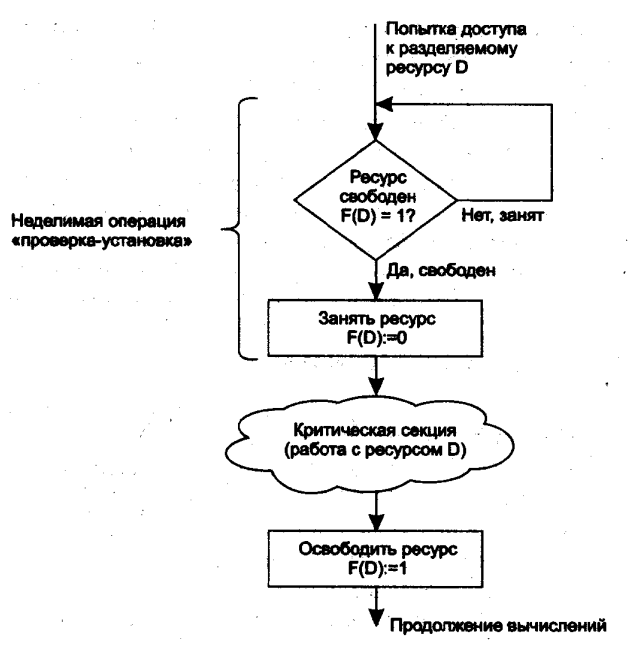 Попытка доступа
к разделяемому
ресурсу D
Ресурс
свободен
F(D) = 1?
Нет, занят
Неделимая операция
«проверка-установка»
Да, свободен
Занять ресурс
F(D):=0
Критическая секция
(работа с ресурсом D)
Освободить ресурс
F(D):=1
Продолжение вычислений